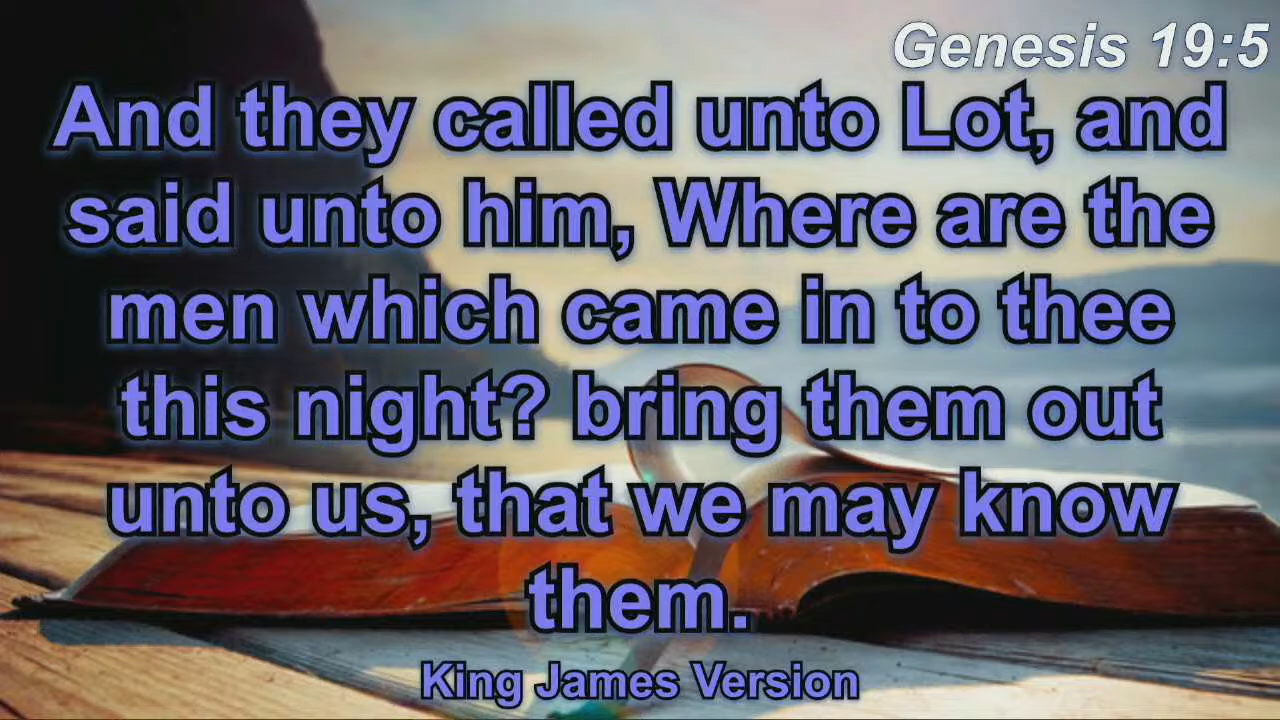 Genesis 19:5
And they called unto Lot, and
said unto him, Where are the
men which came in to thee
this night? bring them out
unto us, that we may know
them.
King James Version